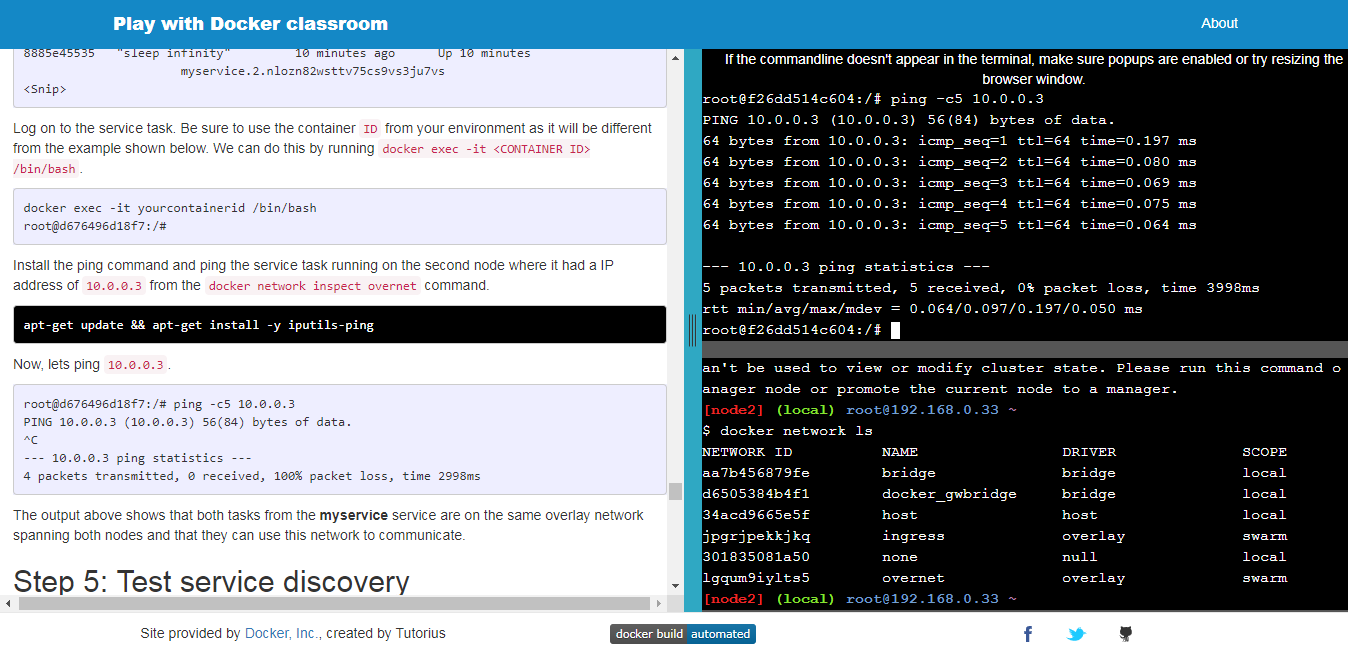 Play with Docker classroom
About
8885e45535   "sleep infinity"         10 minutes ago      Up 10 minutes
myservice.2.nlozn82wsttv75cs9vs3ju7vs
<Snip>
Log on to the service task. Be sure to use the container ID from your environment as it will be different
from the example shown below. We can do this by running docker exec -it <CONTAINER ID>
/bin/bash .
docker exec -it yourcontainerid /bin/bash
root@d676496d18f7:/#
Install the ping command and ping the service task running on the second node where it had a IP
address of 10.0.0.3 from the docker network inspect overnet command.
apt-get update && apt-get install -y iputils-ping
Now, lets ping 10.0.0.3 .
root@d676496d18f7:/# ping -c5 10.0.0.3
PING 10.0.0.3 (10.0.0.3) 56(84) bytes of data.
^C
--- 10.0.0.3 ping statistics ---
4 packets transmitted, 0 received, 100% packet loss, time 2998ms
The output above shows that both tasks from the myservice service are on the same overlay network
spanning both nodes and that they can use this network to communicate.
Step 5: Test service discovery
If the commandline doesn't appear in the terminal, make sure popups are enabled or try resizing the
browser window.
root@f26dd514c604:/# ping -c5 10.0.0.3
PING 10.0.0.3 (10.0.0.3) 56(84) bytes of data.
64 bytes from 10.0.0.3: icmp_seq=1 ttl=64 time=0.197 ms
64 bytes from 10.0.0.3: icmp_seq=2 ttl=64 time=0.080 ms
64 bytes from 10.0.0.3: icmp_seq=3 ttl=64 time=0.069 ms
64 bytes from 10.0.0.3: icmp_seq=4 ttl=64 time=0.075 ms
64 bytes from 10.0.0.3: icmp_seq=5 ttl=64 time=0.064 ms
--- 10.0.0.3 ping statistics ---
5 packets transmitted, 5 received, 0% packet loss, time 3998ms
rtt min/avg/max/mdev = 0.064/0.097/0.197/0.050 ms
root@f26dd514c604:/#
an't be used to view or modify cluster state. Please run this command o
anager node or promote the current node to a manager.
[node2] (local) root@192.168.0.33 ~
$ docker network ls
NETWORK ID          NAME                DRIVER              SCOPE
aa7b456879fe        bridge              bridge              local
d6505384b4f1        docker_gwbridge     bridge              local
34acd9665e5f        host                host                local
jpgrjpekkjkq        ingress             overlay             swarm
301835081a50        none                null                local
lgqum9iylts5        overnet             overlay             swarm
[node2] (local) root@192.168.0.33 ~
Site provided by Docker, Inc., created by Tutorius
docker build automated